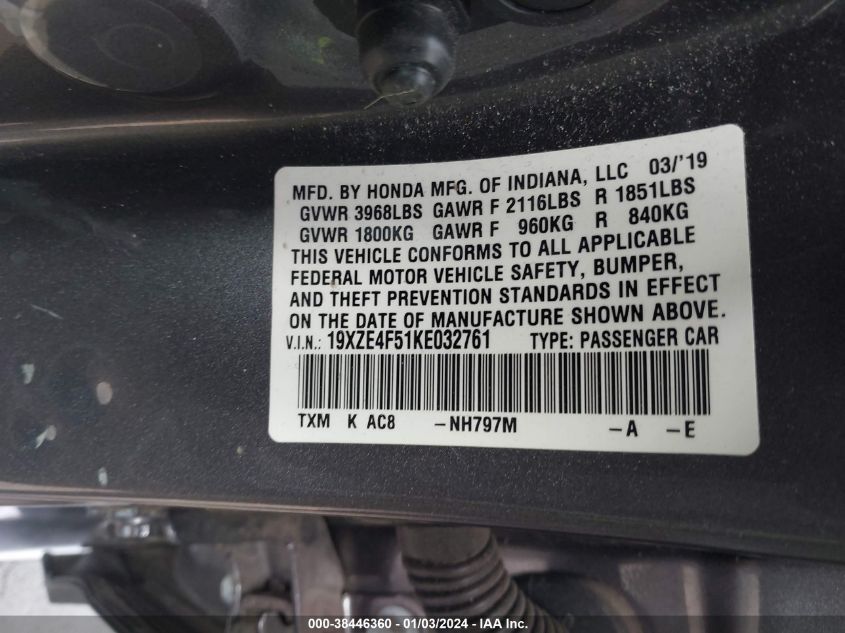 MFD. BY HONDA MFG. OF INDIANA, LLC 03/'19
GVWR 3968LBS GAWR F 2116LBS R 1851LBS
GVWR 1800KG GAWR F 960KG R 840KG
THIS VEHICLE CONFORMS TO ALL APPLICABLE
FEDERAL MOTOR VEHICLE SAFETY, BUMPER,
AND THEFT PREVENTION STANDARDS IN EFFECT
ON THE DATE OF MANUFACTURE SHOWN ABOVE.
V.I.N.: 19XZE4F51KE032761 TYPE: PASSENGER CAR
TXM K AC8 -NH797M -A -E
000-38446360 - 01/03/2024 - IAA Inc.